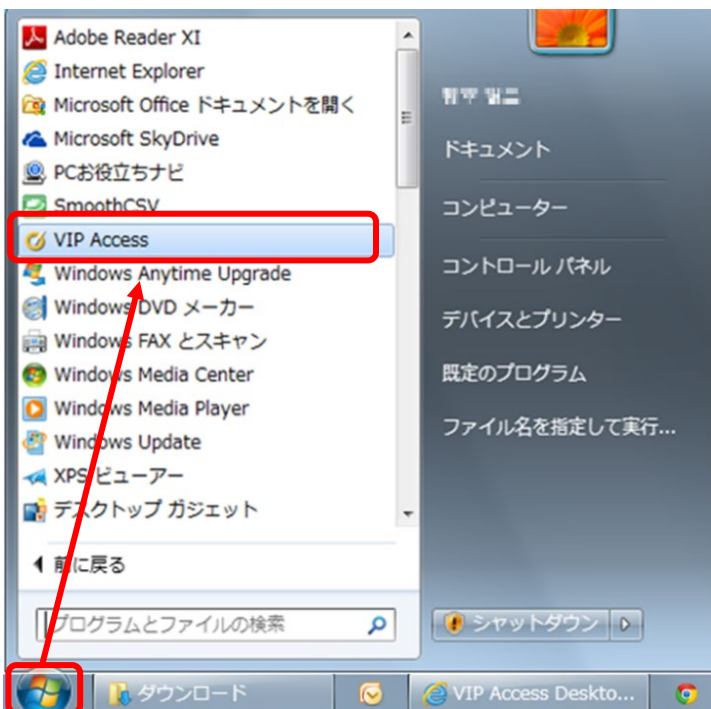 Adobe Reader XI
Internet Explorer
Microsoft Office ドキュメントを開く
Microsoft SkyDrive
PCお役立ちナビ
SmoothCSV
VIP Access
Windows Anytime Upgrade
Windows DVD メーカー
Windows FAX とスキャン
Windows Media Center
Windows Media Player
Windows Update
XPS ビューアー
デスクトップ ガジェット
前に戻る
プログラムとファイルの検索
ドキュメント
コンピューター
コントロール パネル
デバイスとプリンター
既定のプログラム
ファイル名を指定して実行...
シャットダウン
ダウンロード
VIP Access Deskto...